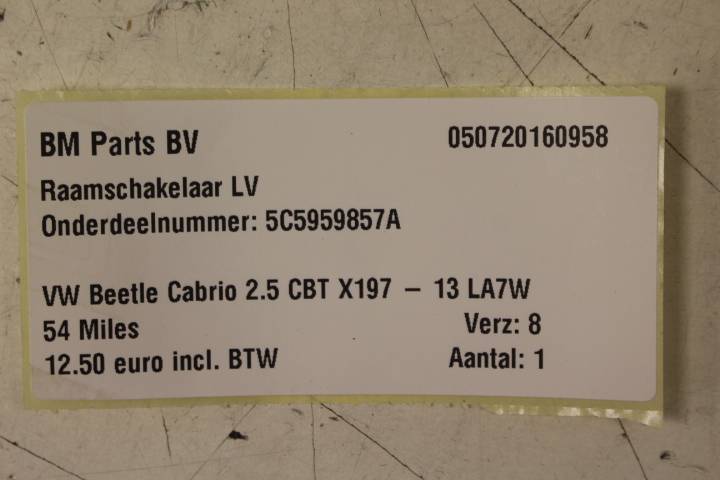 BM Parts BV 050720160958
Raamschakelaar LV
Onderdeelnummer: 5C5959857A
VW Beetle Cabrio 2.5 CBT X197 – 13 LA7W
54 Miles Verz: 8
12.50 euro incl. BTW Aantal: 1